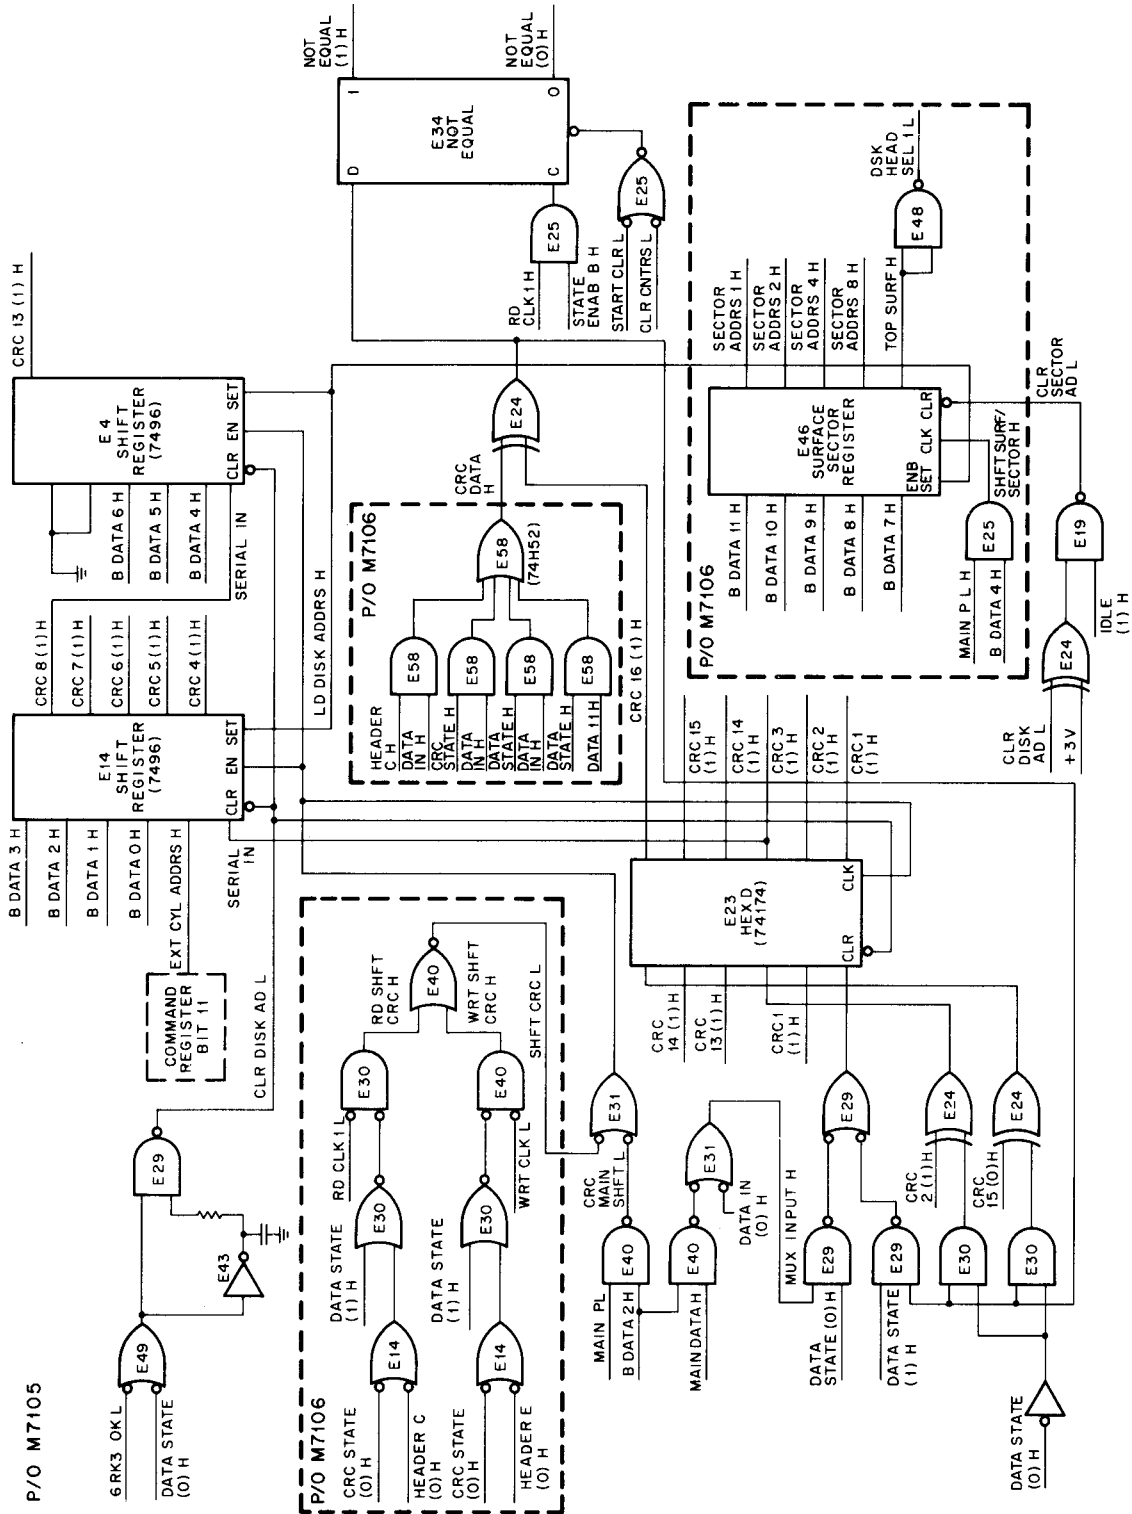 P/O M7105
6RK3 OK L
DATA STATE
(0) H
E49
E43
E29
CLR DISK AD L
COMMAND
REGISTER
BIT 11
EXT CYL ADDRS H
B DATA 3 H
B DATA 2 H
B DATA 1 H
B DATA 0 H
SERIAL
IN
E14
SHIFT
REGISTER
(7496)
CLR EN SET
CRC 8 (1) H
CRC 7 (1) H
CRC 6 (1) H
CRC 5 (1) H
CRC 4 (1) H
SERIAL IN
B DATA 6 H
B DATA 5 H
B DATA 4 H
E4
SHIFT
REGISTER
(7496)
CLR EN SET
CRC 13 (1) H
LD DISK ADDRS H
P/O M7106
CRC STATE
(0) H
HEADER C
(0) H
CRC STATE
(0) H
HEADER E
(0) H
E14
E14
DATA STATE
(1) H
DATA STATE
(1) H
E30
E30
RD CLK 1 L
WRT CLK L
E30
E40
RD SHFT
CRC H
WRT SHFT
CRC H
E40
SHFT CRC L
P/O M7106
HEADER
C H
DATA
IN H
CRC
STATE H
DATA
IN H
DATA
STATE H
DATA
IN H
DATA
STATE H
DATA 11 H
E58
E58
E58
E58
E58
(74H52)
CRC
DATA
H
E24
CRC 16 (1) H
RD
CLK 1 H
STATE
ENAB B H
E25
START CLR L
CLR CNTRS L
E25
D
C
E34
NOT
EQUAL
1
0
NOT
EQUAL
(1) H
NOT
EQUAL
(0) H
MAIN PL
B DATA 2 H
MAIN DATA H
E40
E40
CRC
MAIN
SHFT L
DATA IN
(0) H
E31
E31
MUX INPUT H
DATA
STATE (0) H
DATA STATE
(1) H
E29
E29
E29
E30
E30
DATA STATE
(0) H
CRC
2 (1) H
CRC
15 (0) H
E24
E24
CRC
14 (1) H
CRC
13 (1) H
CRC 1
(1) H
E23
HEX D
(74174)
CLR CLK
CRC 15
(1) H
CRC 14
(1) H
CRC 3
(1) H
CRC 2
(1) H
CRC 1
(1) H
P/O M7106
B DATA 11 H
B DATA 10 H
B DATA 9 H
B DATA 8 H
B DATA 7 H
E46
SURFACE
SECTOR
REGISTER
ENB
SET CLK CLR
SECTOR
ADDRS 1 H
SECTOR
ADDRS 2 H
SECTOR
ADDRS 4 H
SECTOR
ADDRS 8 H
TOP SURF H
E48
DSK
HEAD
SEL 1 L
MAIN P L H
B DATA 4 H
E25
SHFT SURF/
SECTOR H
CLR
DISK
AD L
+3V
E24
IDLE
(1) H
E19
CLR
SECTOR
AD L